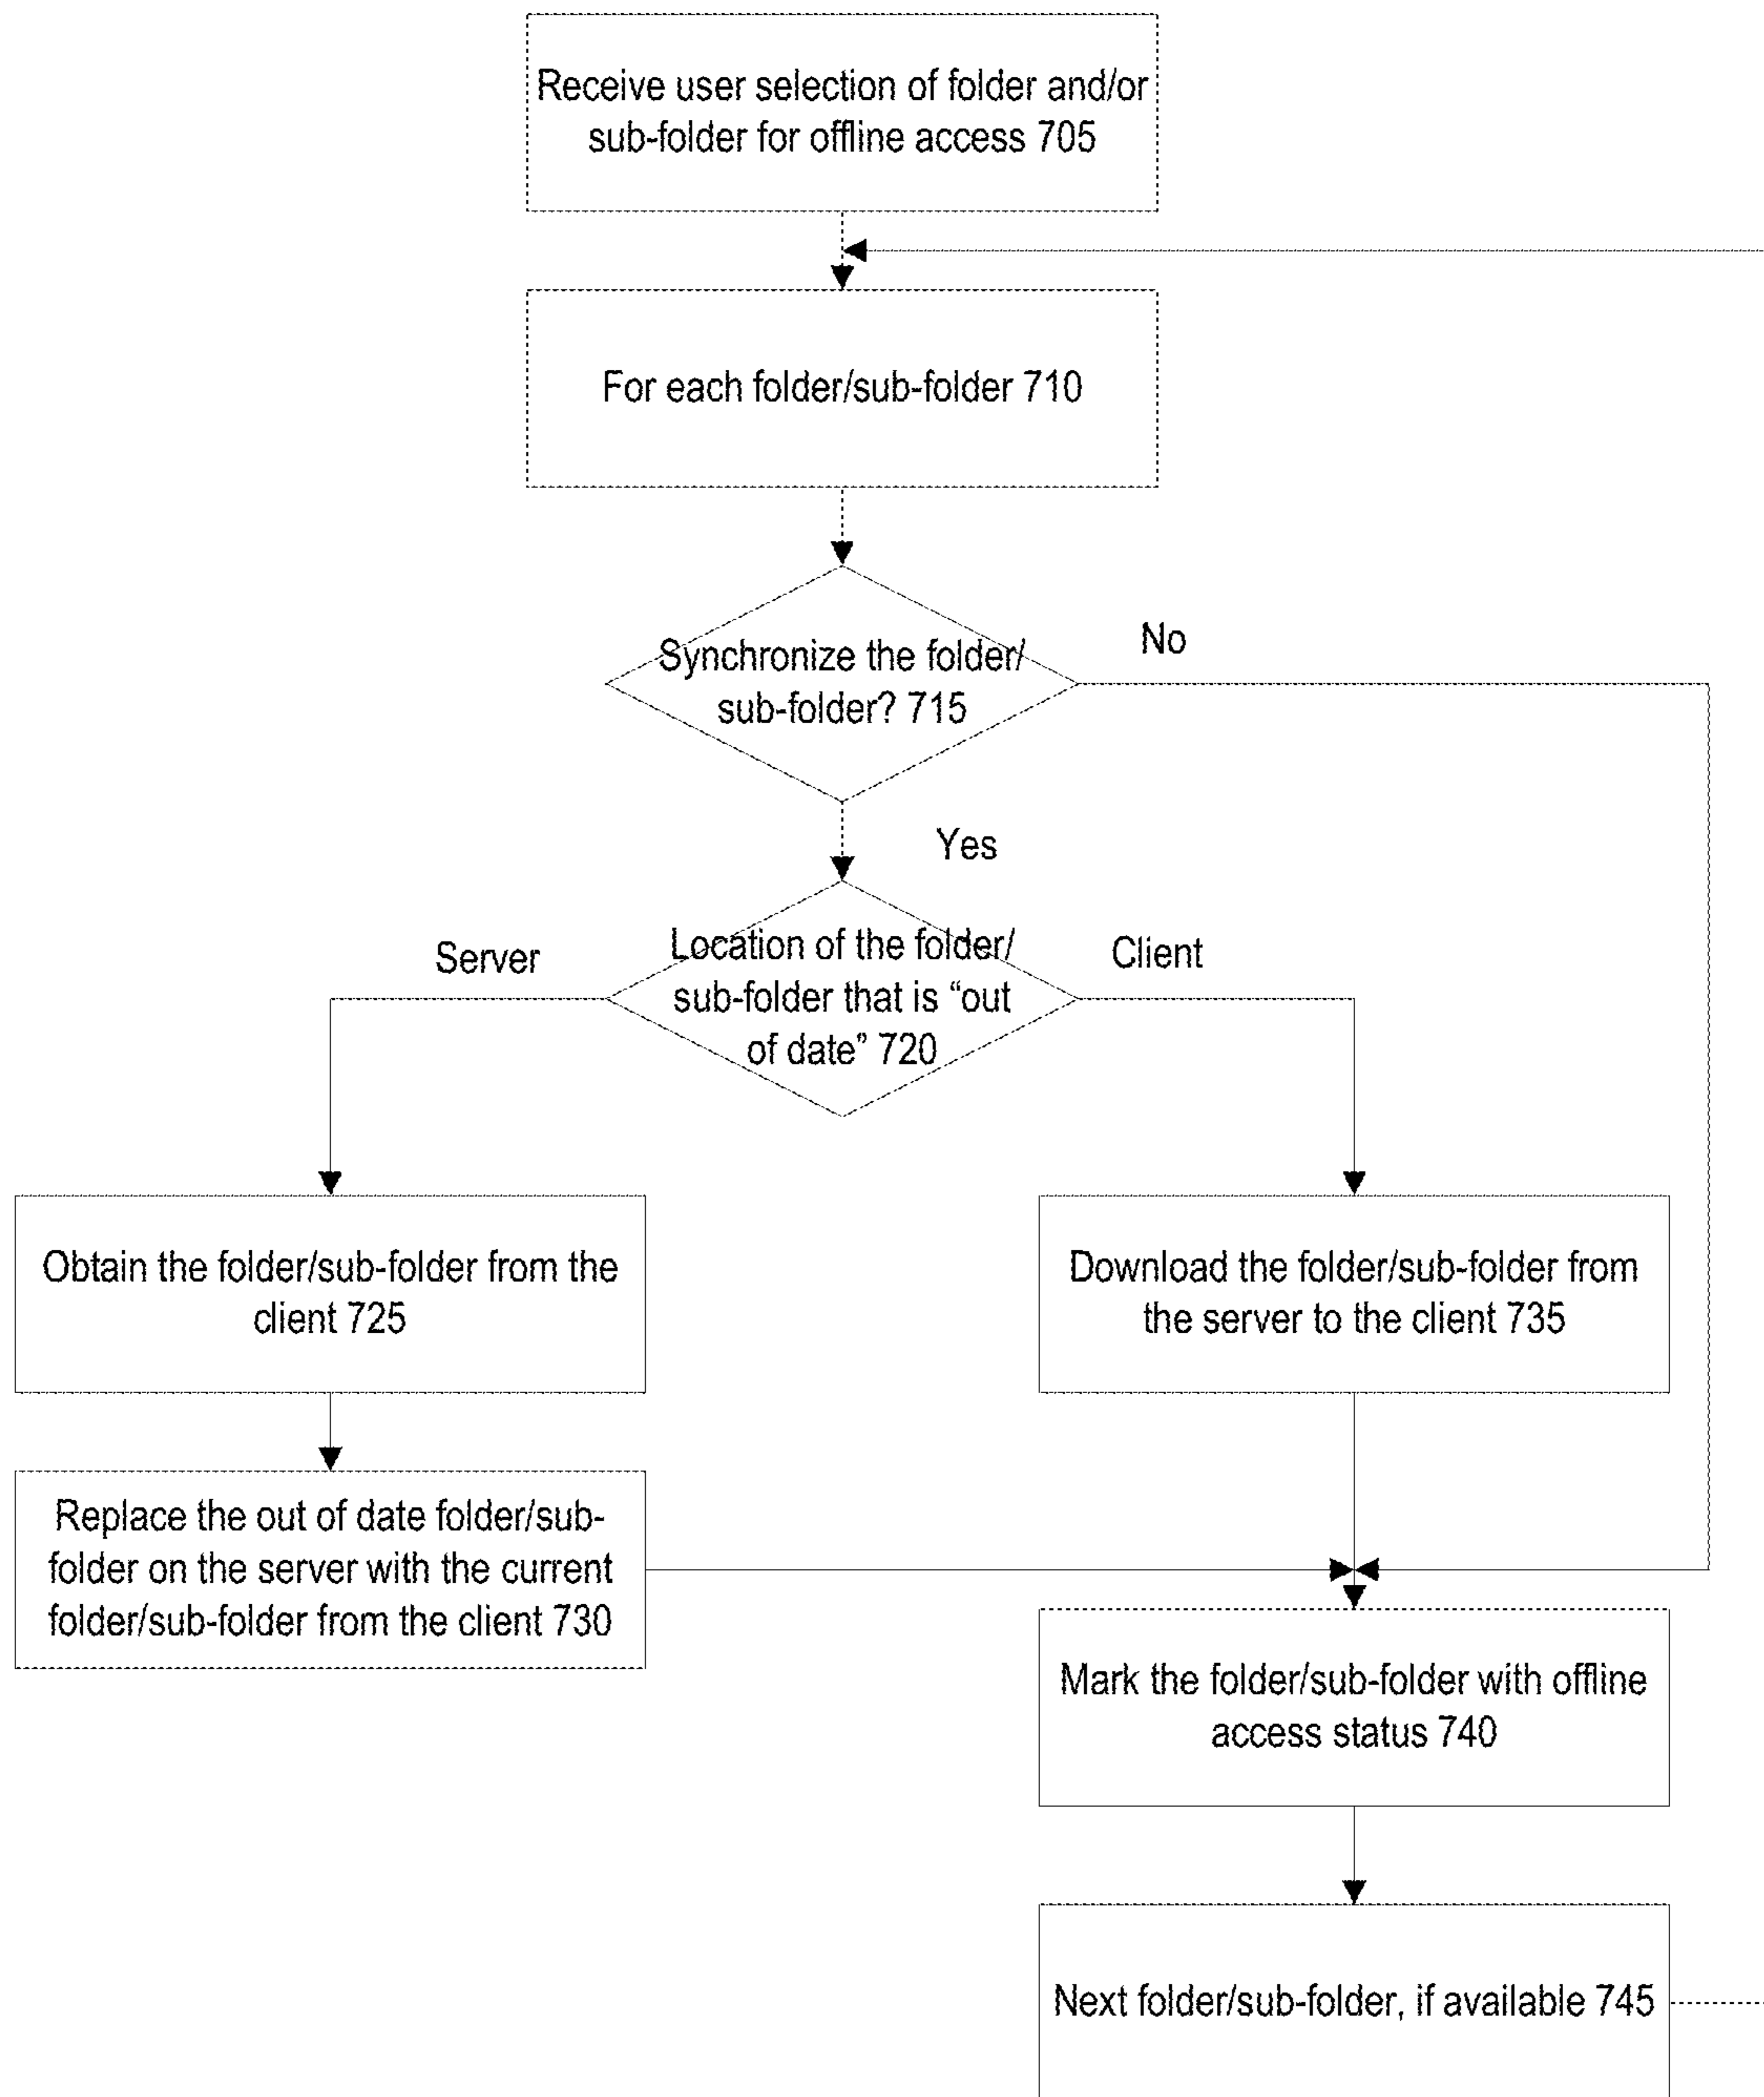 Receive user selection of folder and/or
sub-folder for offline access 705
For each folder/sub-folder 710
Synchronize the folder/
sub-folder? 715
No
Yes
Location of the folder/
sub-folder that is “out
of date” 720
Server
Client
Obtain the folder/sub-folder from the
client 725
Download the folder/sub-folder from
the server to the client 735
Replace the out of date folder/sub-
folder on the server with the current
folder/sub-folder from the client 730
Mark the folder/sub-folder with offline
access status 740
Next folder/sub-folder, if available 745